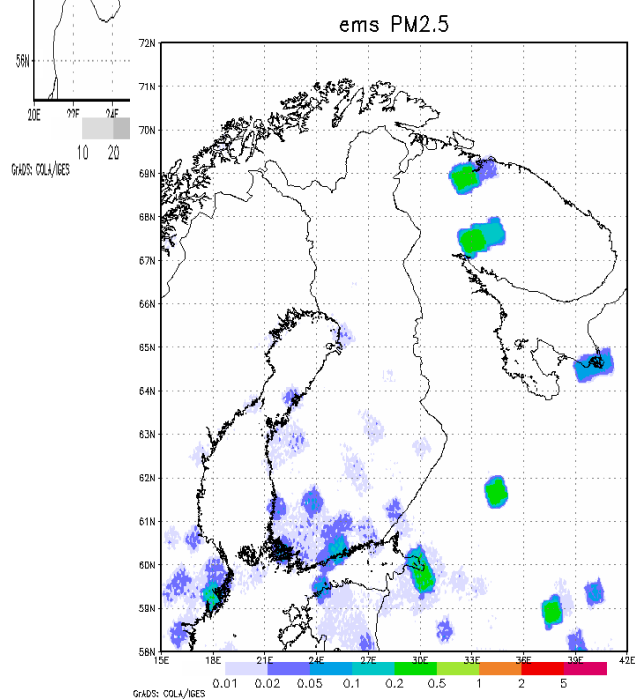 ems PM2.5
72N
71N
70N
69N
68N
67N
66N
65N
64N
63N
62N
61N
60N
59N
58N
15E 18E 21E 24E 27E 30E 33E 36E 39E 42E
0.01 0.02 0.05 0.1 0.2 0.5 1 2 5
GrADS: COLA/IGES
56N
20E 22E 24E
10 20
GrADS: COLA/IGES